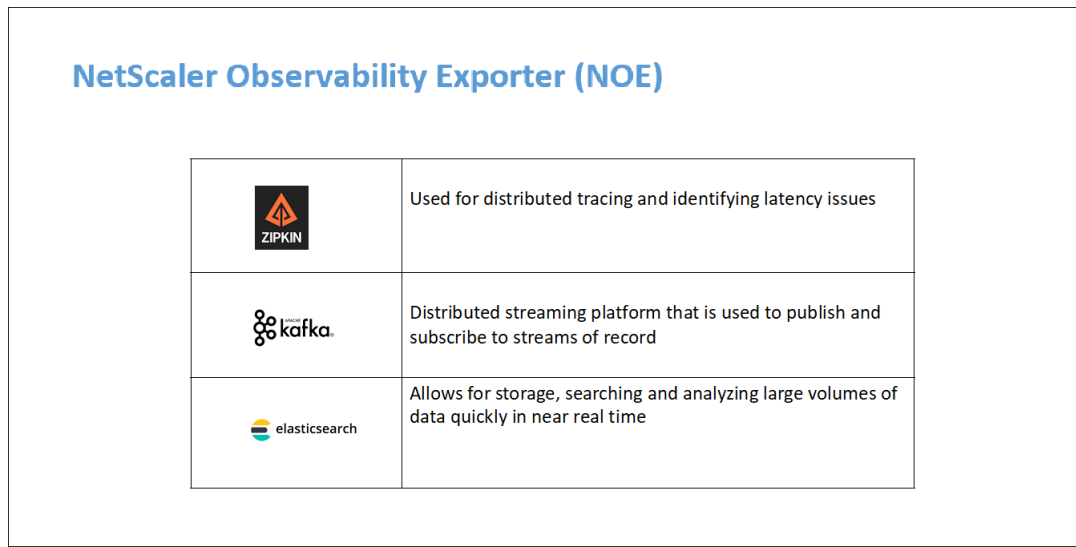 NetScaler Observability Exporter (NOE)
ZIPKIN
Used for distributed tracing and identifying latency issues
APACHE
kafka®
Distributed streaming platform that is used to publish and
subscribe to streams of record
elasticsearch
Allows for storage, searching and analyzing large volumes of
data quickly in near real time